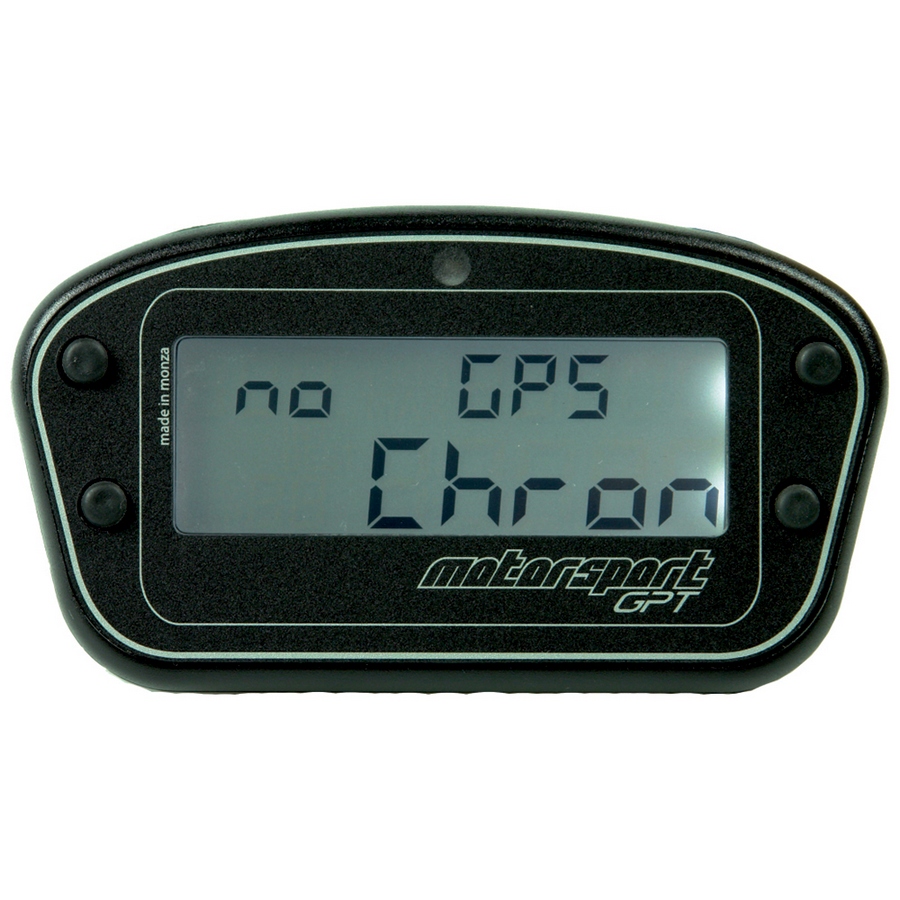 made in monza
no GPS
Chron
motorsport
GPT